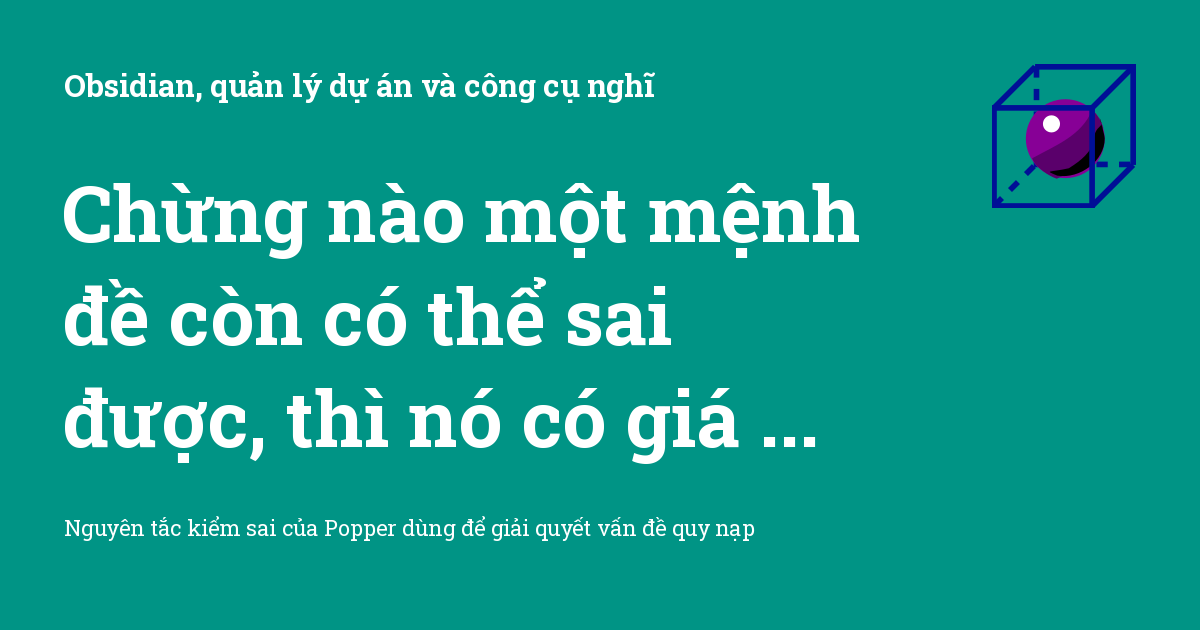 Obsidian, quản lý dự án và công cụ nghĩ
Chừng nào một mệnh
đề còn có thể sai
được, thì nó có giá ...
Nguyên tắc kiểm sai của Popper dùng để giải quyết vấn đề quy nạp